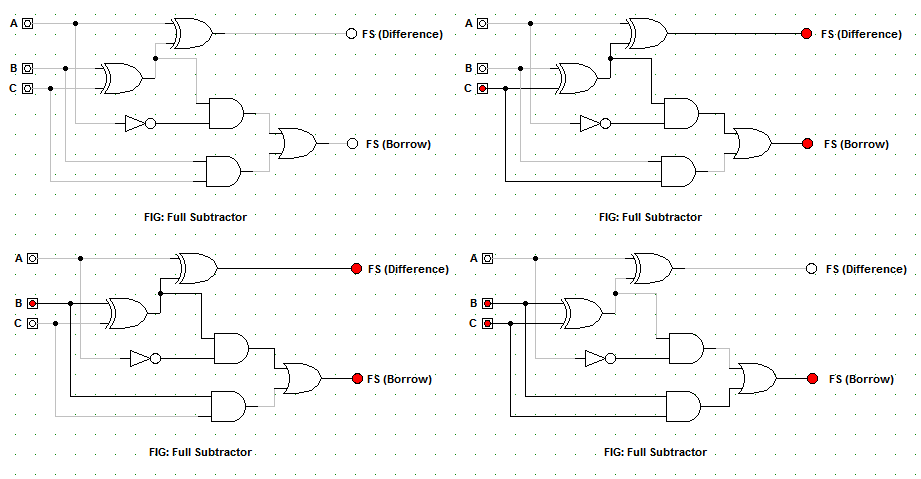 A
FS (Difference)
B
C
FS (Borrow)
FIG: Full Subtractor
A
FS (Difference)
B
C
FS (Borrow)
FIG: Full Subtractor
A
FS (Difference)
B
C
FS (Borrow)
FIG: Full Subtractor
A
FS (Difference)
B
C
FS (Borrow)
FIG: Full Subtractor